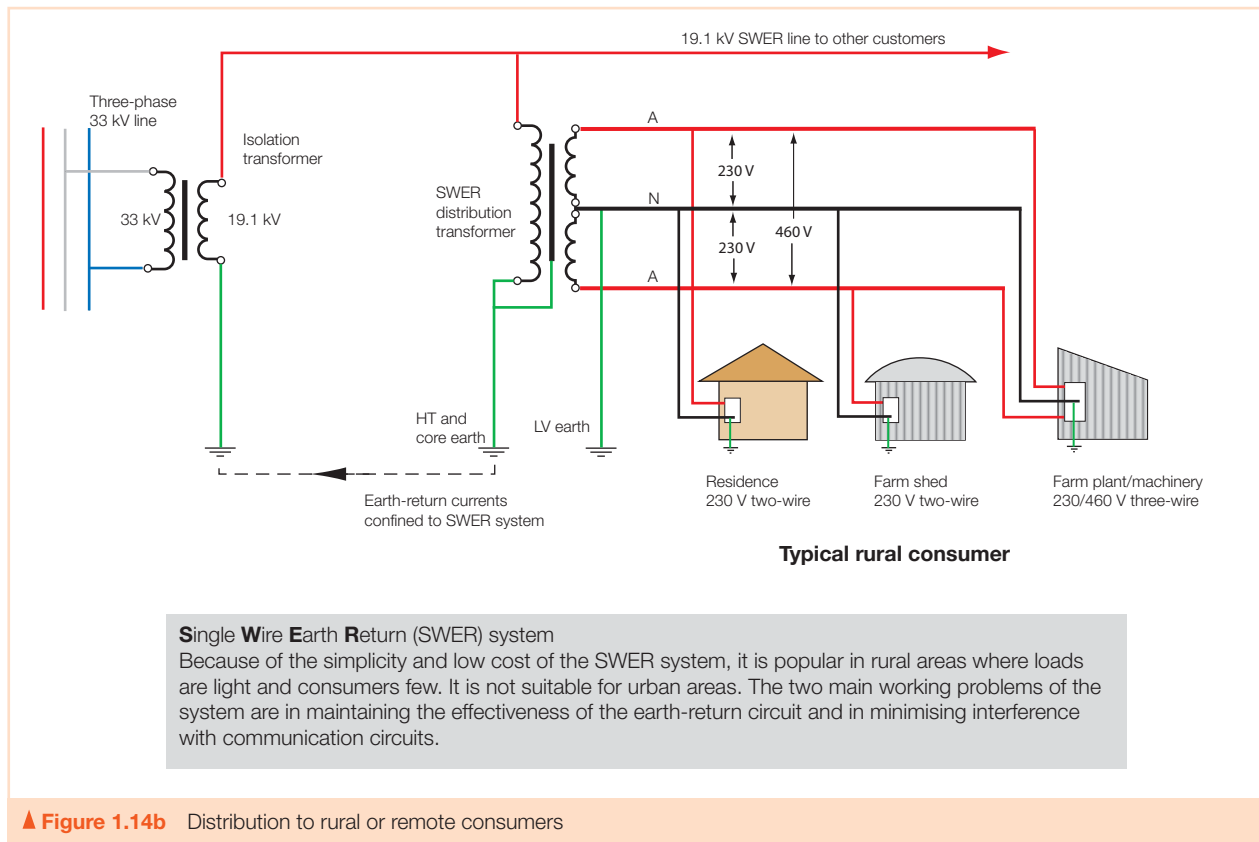 19.1 kV SWER line to other customers
Three-phase
33 kV line
Isolation
transformer
33 kV
19.1 kV
SWER
distribution
transformer
A
230 V
N
460 V
230 V
A
HT and
core earth
LV earth
Earth-return currents
confined to SWER system
Residence
230 V two-wire
Farm shed
230 V two-wire
Farm plant/machinery
230/460 V three-wire
Typical rural consumer
Single Wire Earth Return (SWER) system
Because of the simplicity and low cost of the SWER system, it is popular in rural areas where loads
are light and consumers few. It is not suitable for urban areas. The two main working problems of the
system are in maintaining the effectiveness of the earth-return circuit and in minimising interference
with communication circuits.
Figure 1.14b Distribution to rural or remote consumers